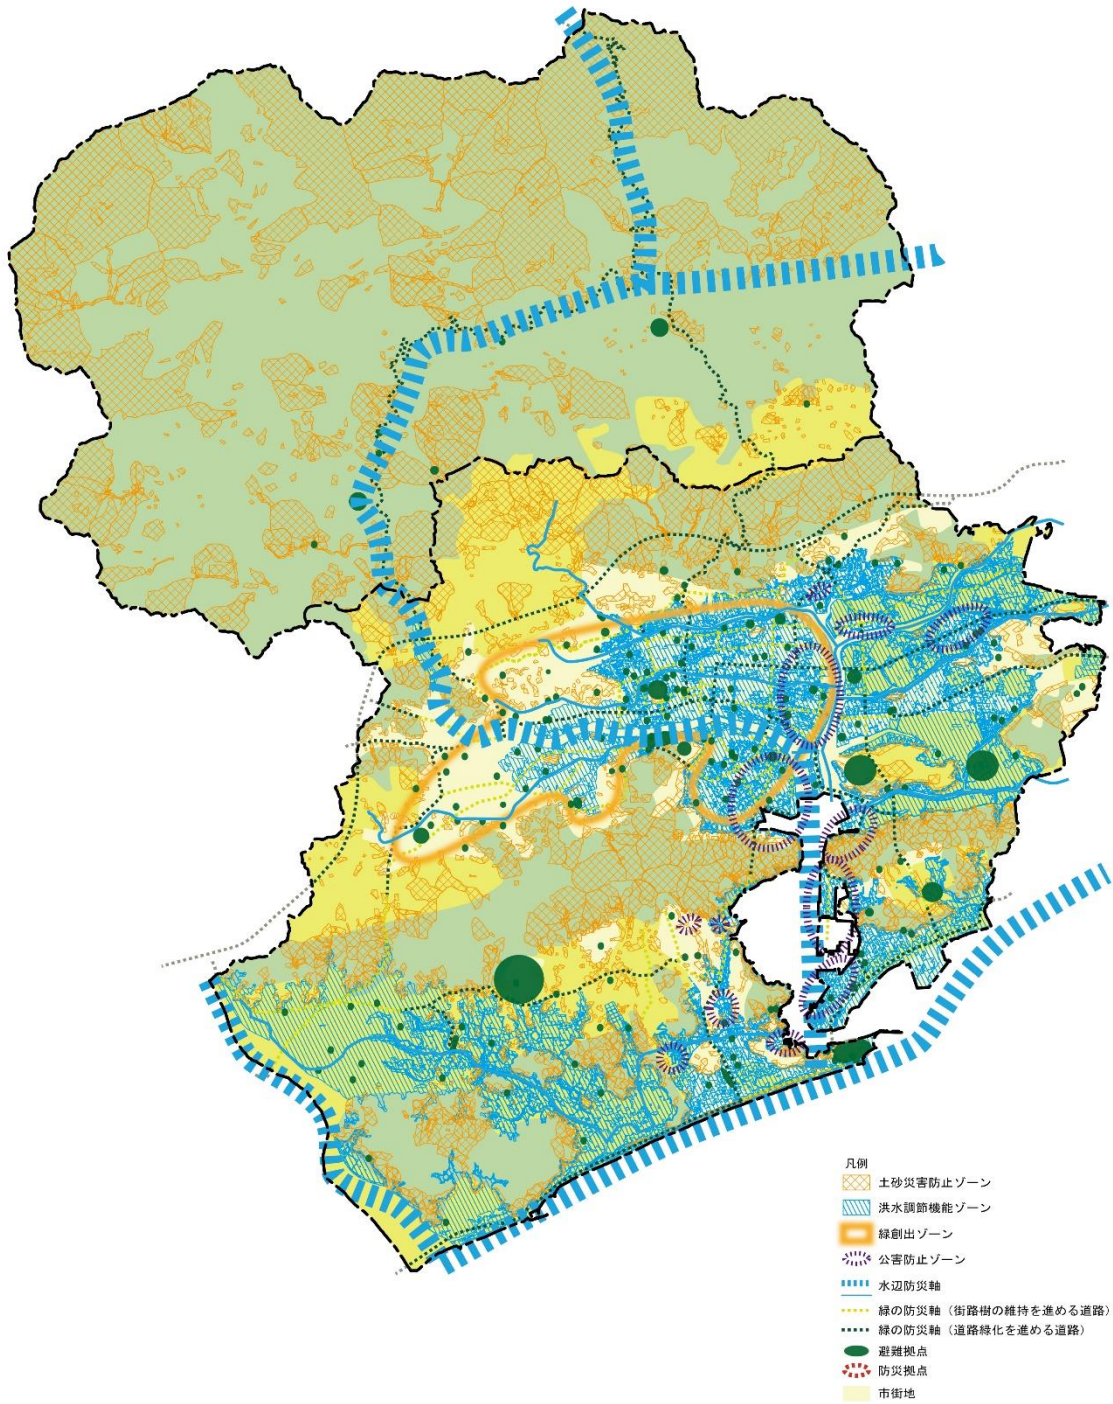 凡例
土砂災害防止ゾーン
洪水調節機能ゾーン
緑創出ゾーン
公害防止ゾーン
水辺防災軸
緑の防災軸（街路樹の維持を進める道路）
緑の防災軸（道路緑化を進める道路）
避難拠点
防災拠点
市街地